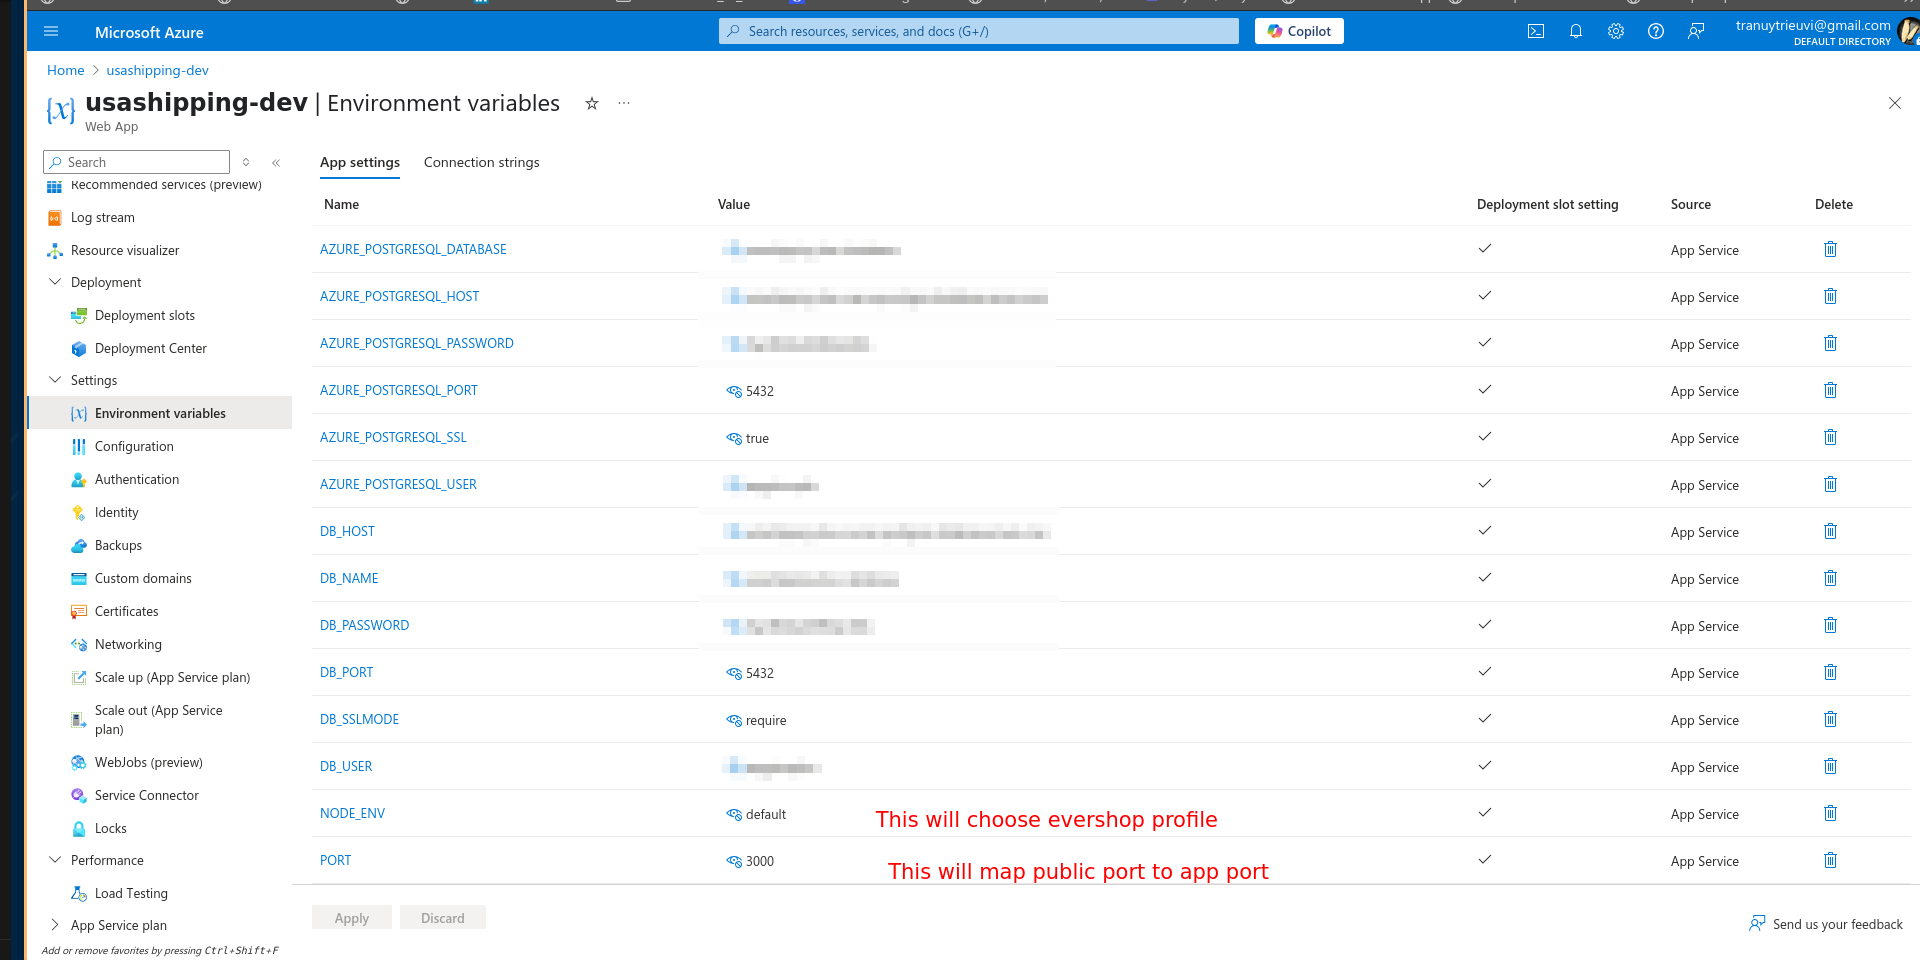 Microsoft Azure
Search resources, services, and docs (G+/)
Copilot
tranuytrieuvi@gmail.com
DEFAULT DIRECTORY
Home > usashipping-dev
usashipping-dev | Environment variables
Web App
Search
Recommended services (preview)
Log stream
Resource visualizer
Deployment
Deployment slots
Deployment Center
Settings
Environment variables
Configuration
Authentication
Identity
Backups
Custom domains
Certificates
Networking
Scale up (App Service plan)
Scale out (App Service
plan)
WebJobs (preview)
Service Connector
Locks
Performance
Load Testing
App Service plan
Add or remove favorites by pressing Ctrl+Shift+F
App settings Connection strings
Name Value Deployment slot setting Source Delete
AZURE_POSTGRESQL_DATABASE App Service
AZURE_POSTGRESQL_HOST App Service
AZURE_POSTGRESQL_PASSWORD App Service
AZURE_POSTGRESQL_PORT 5432 App Service
AZURE_POSTGRESQL_SSL true App Service
AZURE_POSTGRESQL_USER App Service
DB_HOST App Service
DB_NAME App Service
DB_PASSWORD App Service
DB_PORT 5432 App Service
DB_SSLMODE require App Service
DB_USER App Service
NODE_ENV default This will choose evershop profile App Service
PORT 3000 This will map public port to app port App Service
Apply Discard
Send us your feedback